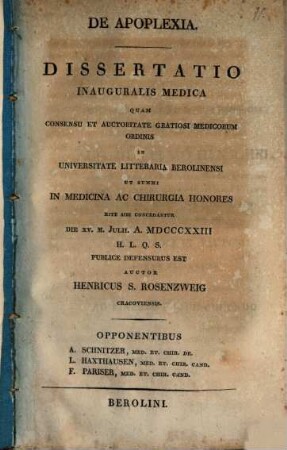 DE APOPLEXIA.
DISSERTATIO
INAUGURALIS MEDICA
QUAM
CONSENSU ET AUCTORITATE GRATIOSI MEDICORUM
ORDINIS
IN
UNIVERSITATE LITTERARIA BEROLINENSI
UT SUMMI
IN MEDICINA AC CHIRURGIA HONORES
RITE SIBI CONCEDANTUR
DIE XV. M. JULII. A. MDCCCXXIII
H. L. Q. S.
PUBLICE DEFENSURUS EST
AUCTOR
HENRICUS S. ROSENZWEIG
CRACOVIENSIS.
OPPONENTIBUS
A. SCHNITZER, MED. ET. CHIR. DR.
L. HAXTHAUSEN, MED. ET. CHIR. CAND.
F. PARISER, MED. ET. CHIR. CAND.
BEROLINI.